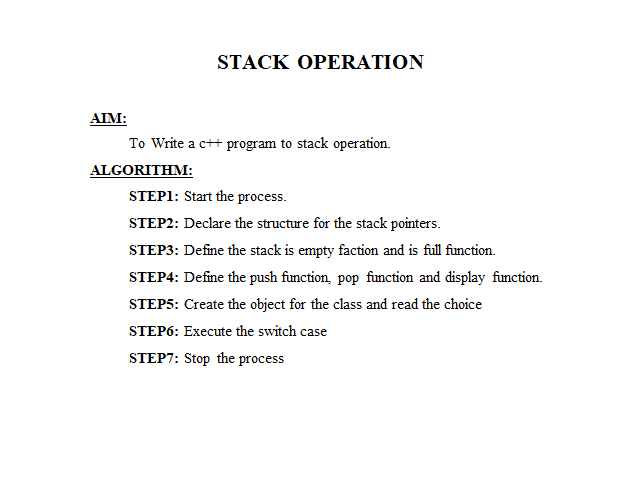 STACK OPERATION
AIM:
To Write a c++ program to stack operation.
ALGORITHM:
STEP1: Start the process.
STEP2: Declare the structure for the stack pointers.
STEP3: Define the stack is empty faction and is full function.
STEP4: Define the push function, pop function and display function.
STEP5: Create the object for the class and read the choice
STEP6: Execute the switch case
STEP7: Stop the process